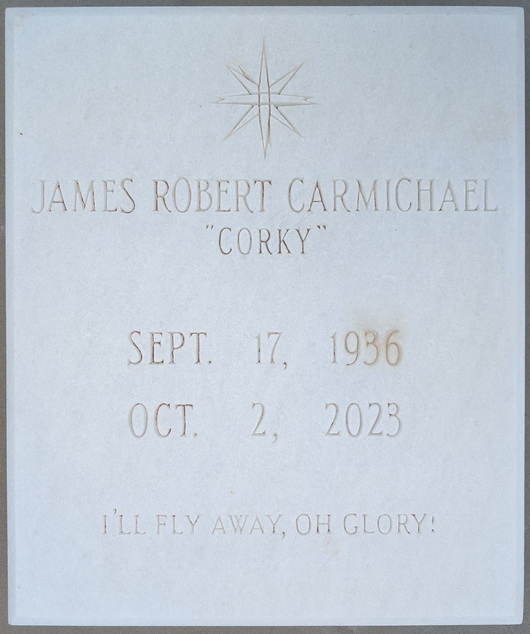 JAMES ROBERT CARMICHAEL
"CORKY"
SEPT. 17, 1936
OCT. 2, 2023
I'LL FLY AWAY, OH GLORY!